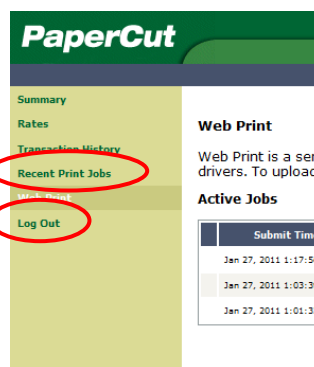 PaperCut
Summary
Rates
Transaction History
Recent Print Jobs
Web Print
Log Out
Web Print
Web Print is a ser
drivers. To upload
Active Jobs
Submit Time
Jan 27, 2011 1:17:5
Jan 27, 2011 1:03:3
Jan 27, 2011 1:01:3